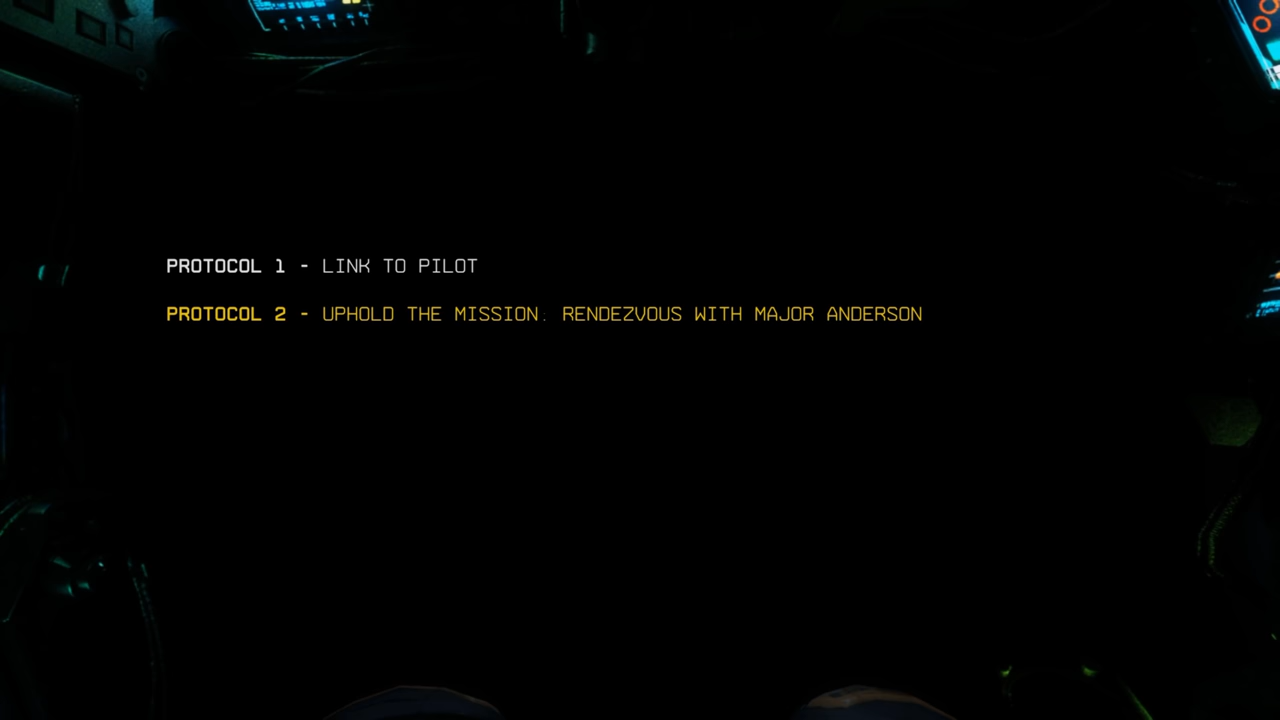 PROTOCOL 1 - LINK TO PILOT
PROTOCOL 2 - UPHOLD THE MISSION. RENDEZVOUS WITH MAJOR ANDERSON